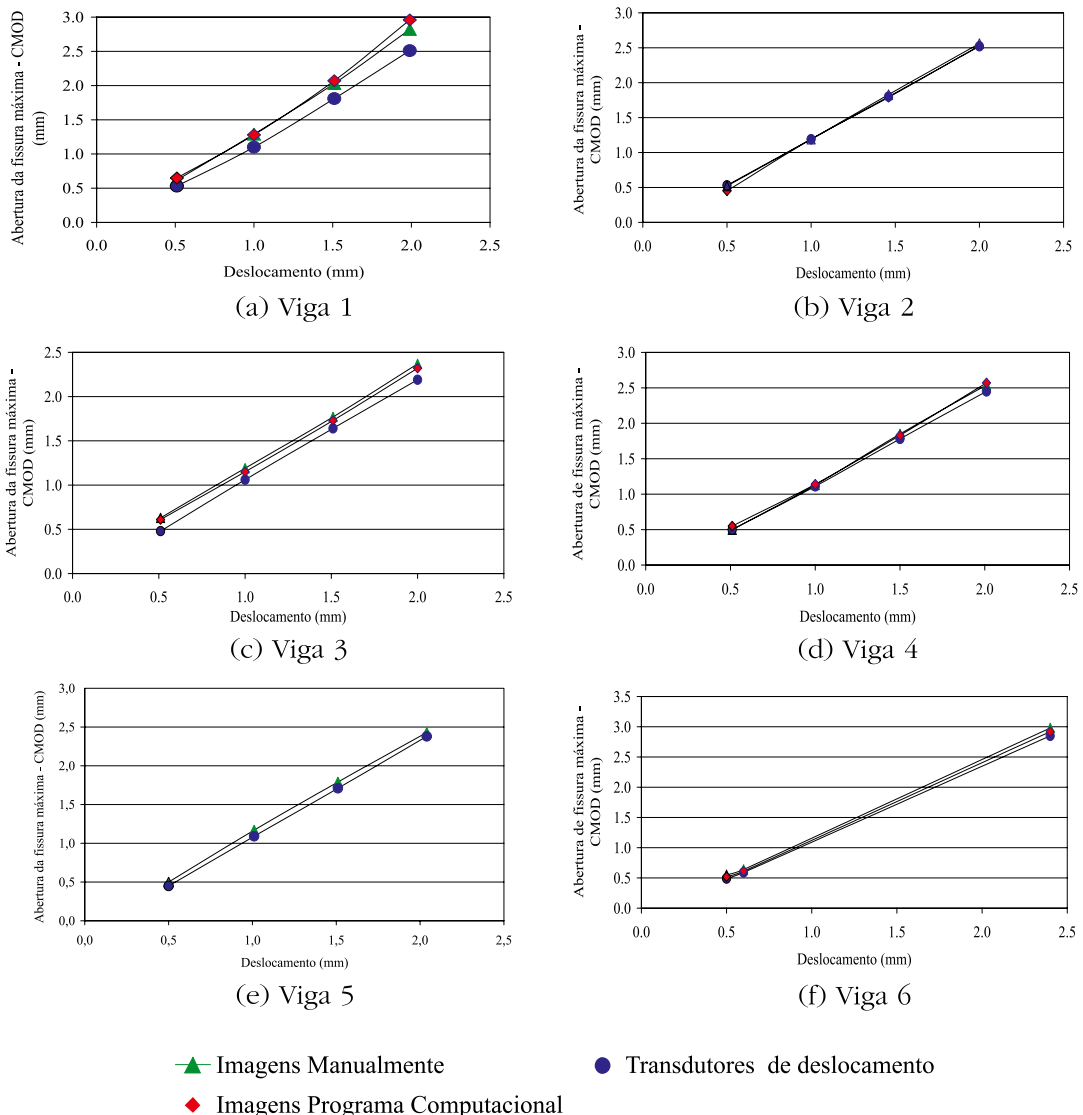 Abertura da fissura máxima - CMOD
(mm)
3.0
2.5
2.0
1.5
1.0
0.5
0.0
0.0 0.5 1.0 1.5 2.0 2.5
Deslocamento (mm)
(a) Viga 1
Abertura da fissura máxima -
CMOD (mm)
3.0
2.5
2.0
1.5
1.0
0.5
0.0
0.0 0.5 1.0 1.5 2.0 2.5
Deslocamento (mm)
(b) Viga 2
Abertura da fissura máxima -
CMOD (mm)
2.5
2.0
1.5
1.0
0.5
0.0
0.0 0.5 1.0 1.5 2.0 2.5
Deslocamento (mm)
(c) Viga 3
Abertura de fissura máxima -
CMOD (mm)
3.0
2.5
2.0
1.5
1.0
0.5
0.0
0.0 0.5 1.0 1.5 2.0 2.5
Deslocamento (mm)
(d) Viga 4
Abertura da fissura máxima - CMOD (mm)
3,0
2,5
2,0
1,5
1,0
0,5
0,0
0,0 0,5 1,0 1,5 2,0 2,5
Deslocamento (mm)
(e) Viga 5
Abertura de fissura máxima -
CMOD (mm)
3.5
3.0
2.5
2.0
1.5
1.0
0.5
0.0
0.0 0.5 1.0 1.5 2.0 2.5
Deslocamento (mm)
(f) Viga 6
Imagens Manualmente
Transdutores de deslocamento
Imagens Programa Computacional